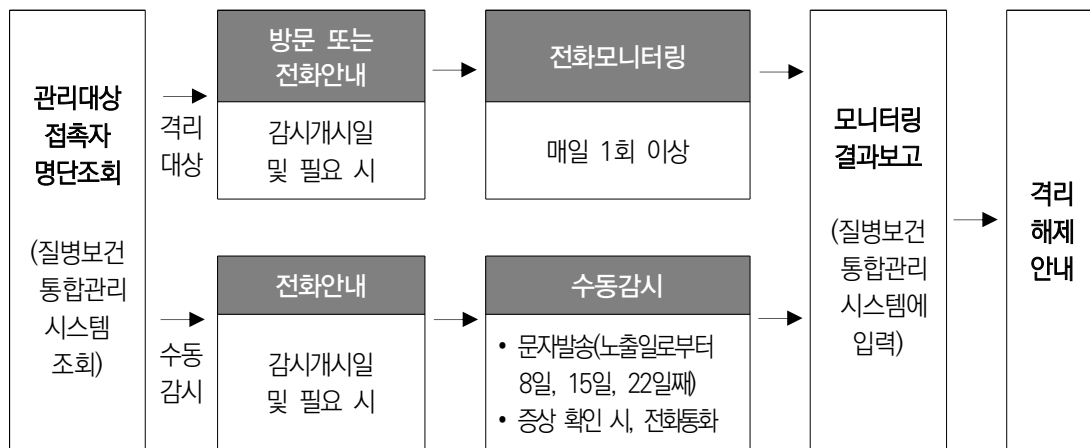 관리대상
접촉자
명단조회
(질병보건
통합관리
시스템
조회)
격리
대상
방문 또는
전화안내
감시개시일
및 필요 시
전화모니터링
매일 1회 이상
수동
감시
전화안내
감시개시일
및 필요 시
수동감시
• 문자발송(노출일로부터
8일, 15일, 22일째)
• 증상 확인 시, 전화통화
모니터링
결과보고
(질병보건
통합관리
시스템에
입력)
격리
해제
안내